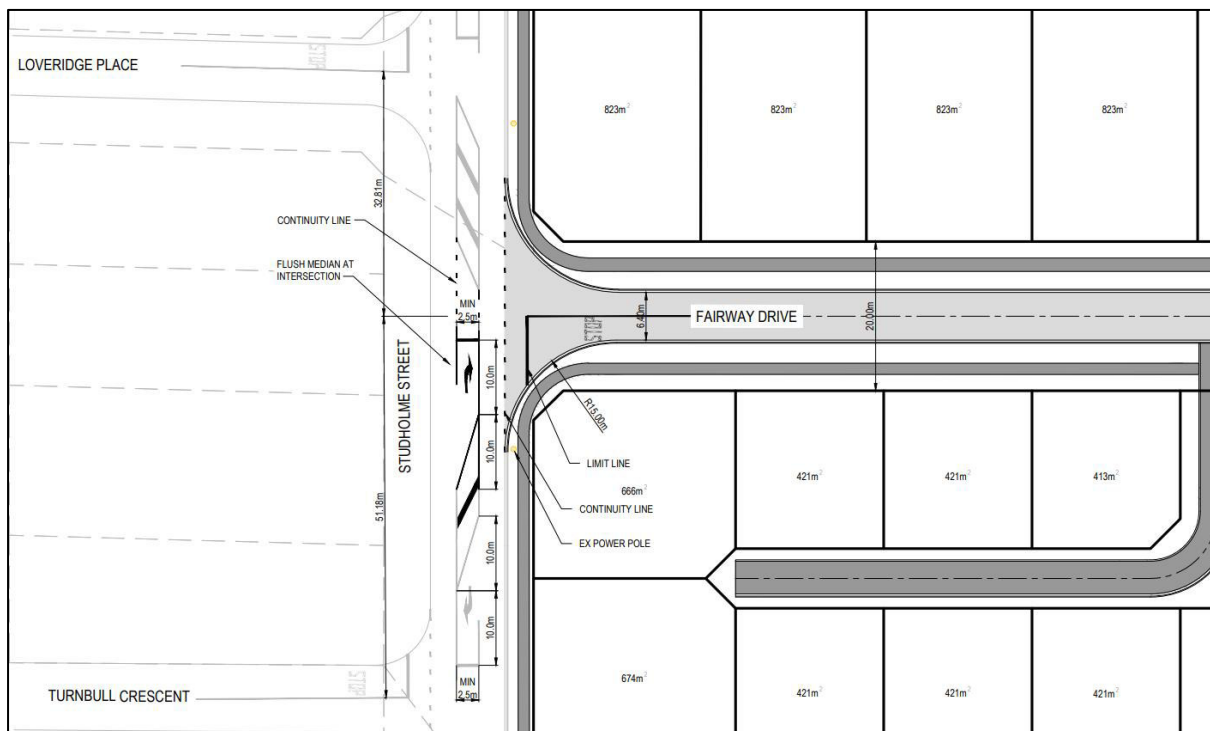 STOP
LOVERIDGE PLACE
823m²
823m²
823m²
823m²
32.81m
CONTINUITY LINE
FLUSH MEDIAN AT
INTERSECTION
MIN
2.5m
STOP
6.40m
FAIRWAY DRIVE
20.00m
STUDHOLME STREET
10.0m
R15.00m
10.0m
LIMIT LINE
666m²
421m²
421m²
413m²
CONTINUITY LINE
51.18m
EX POWER POLE
10.0m
10.0m
STOP
MIN
2.5m
TURNBULL CRESCENT
674m²
421m²
421m²
421m²